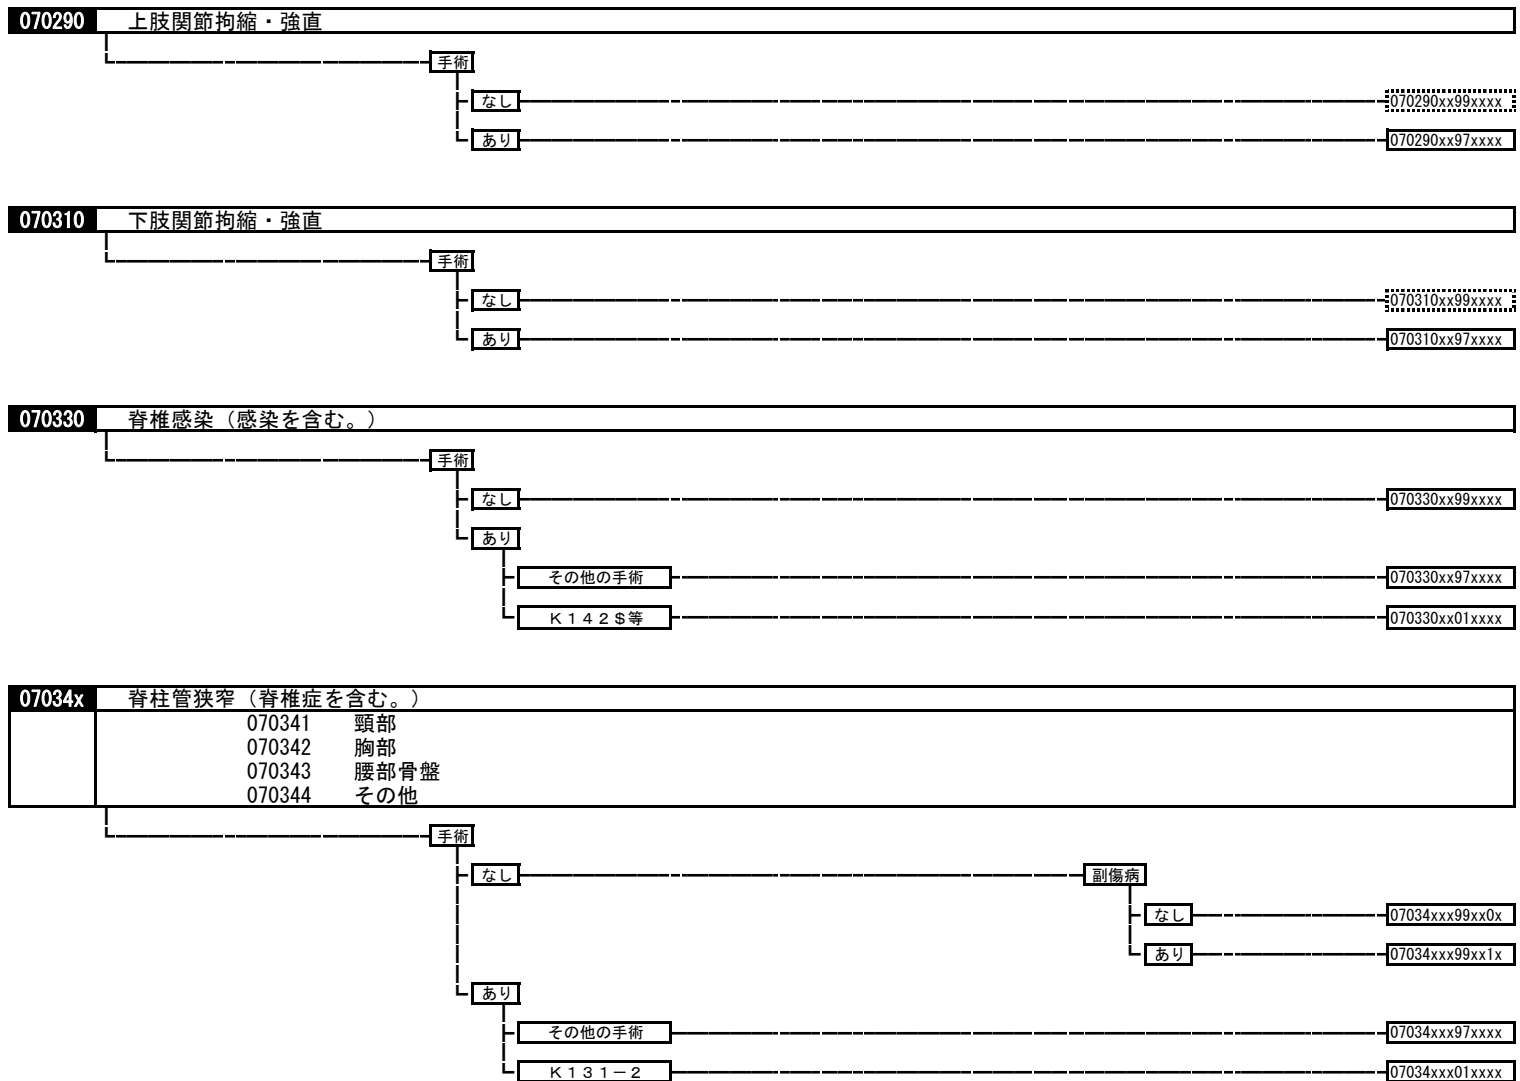 070290 上肢関節拘縮・強直
手術
なし 070290xx99xxxx
あり 070290xx97xxxx
070310 下肢関節拘縮・強直
手術
なし 070310xx99xxxx
あり 070310xx97xxxx
070330 脊椎感染（感染を含む。）
手術
なし 070330xx99xxxx
あり
その他の手術 070330xx97xxxx
Ｋ１４２＄等 070330xx01xxxx
07034x 脊柱管狭窄（脊椎症を含む。）
070341 頸部
070342 胸部
070343 腰部骨盤
070344 その他
手術
なし 副傷病
なし 07034xxx99xx0x
あり 07034xxx99xx1x
あり
その他の手術 07034xxx97xxxx
Ｋ１３１－２ 07034xxx01xxxx